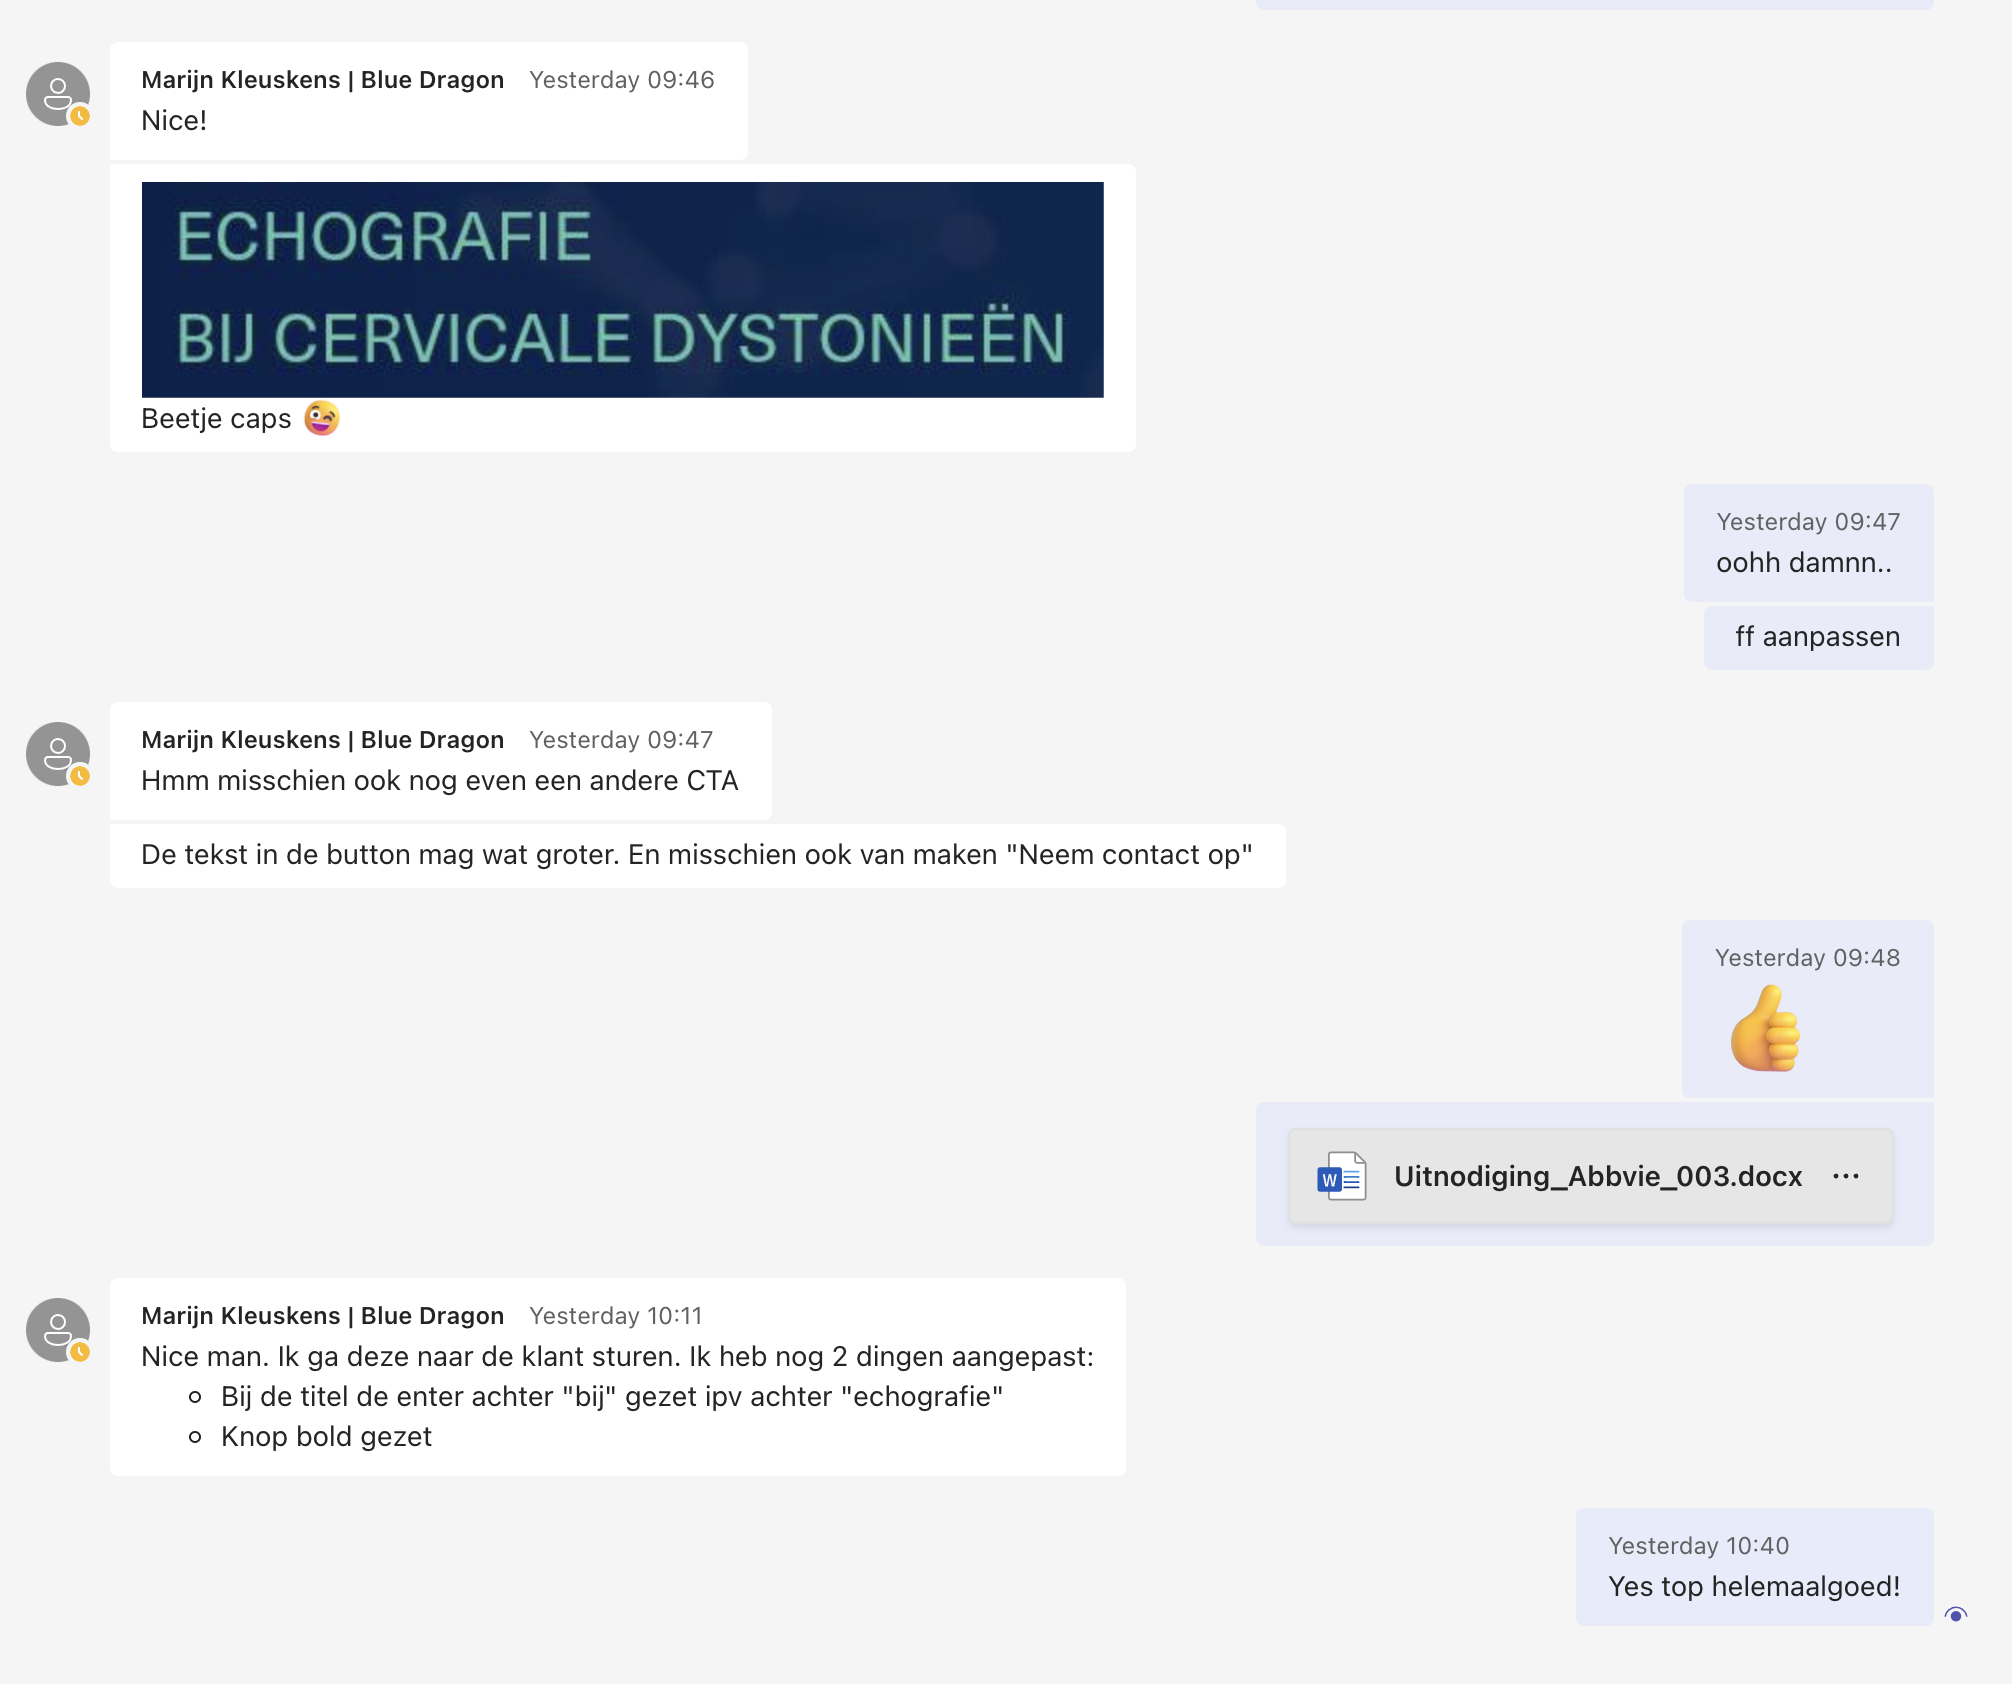 Marijn Kleuskens | Blue Dragon Yesterday 09:46
Nice!
ECHOGRAFIE
BIJ CERVICALE DYSTONIEËN
Beetje caps 😜
Yesterday 09:47
oohh damnn..
ff aanpassen
Marijn Kleuskens | Blue Dragon Yesterday 09:47
Hmm misschien ook nog even een andere CTA
De tekst in de button mag wat groter. En misschien ook van maken "Neem contact op"
Yesterday 09:48
👍
W Uitnodiging_Abbvie_003.docx ···
Marijn Kleuskens | Blue Dragon Yesterday 10:11
Nice man. Ik ga deze naar de klant sturen. Ik heb nog 2 dingen aangepast:
Bij de titel de enter achter "bij" gezet ipv achter "echografie"
Knop bold gezet
Yesterday 10:40
Yes top helemaalgoed!